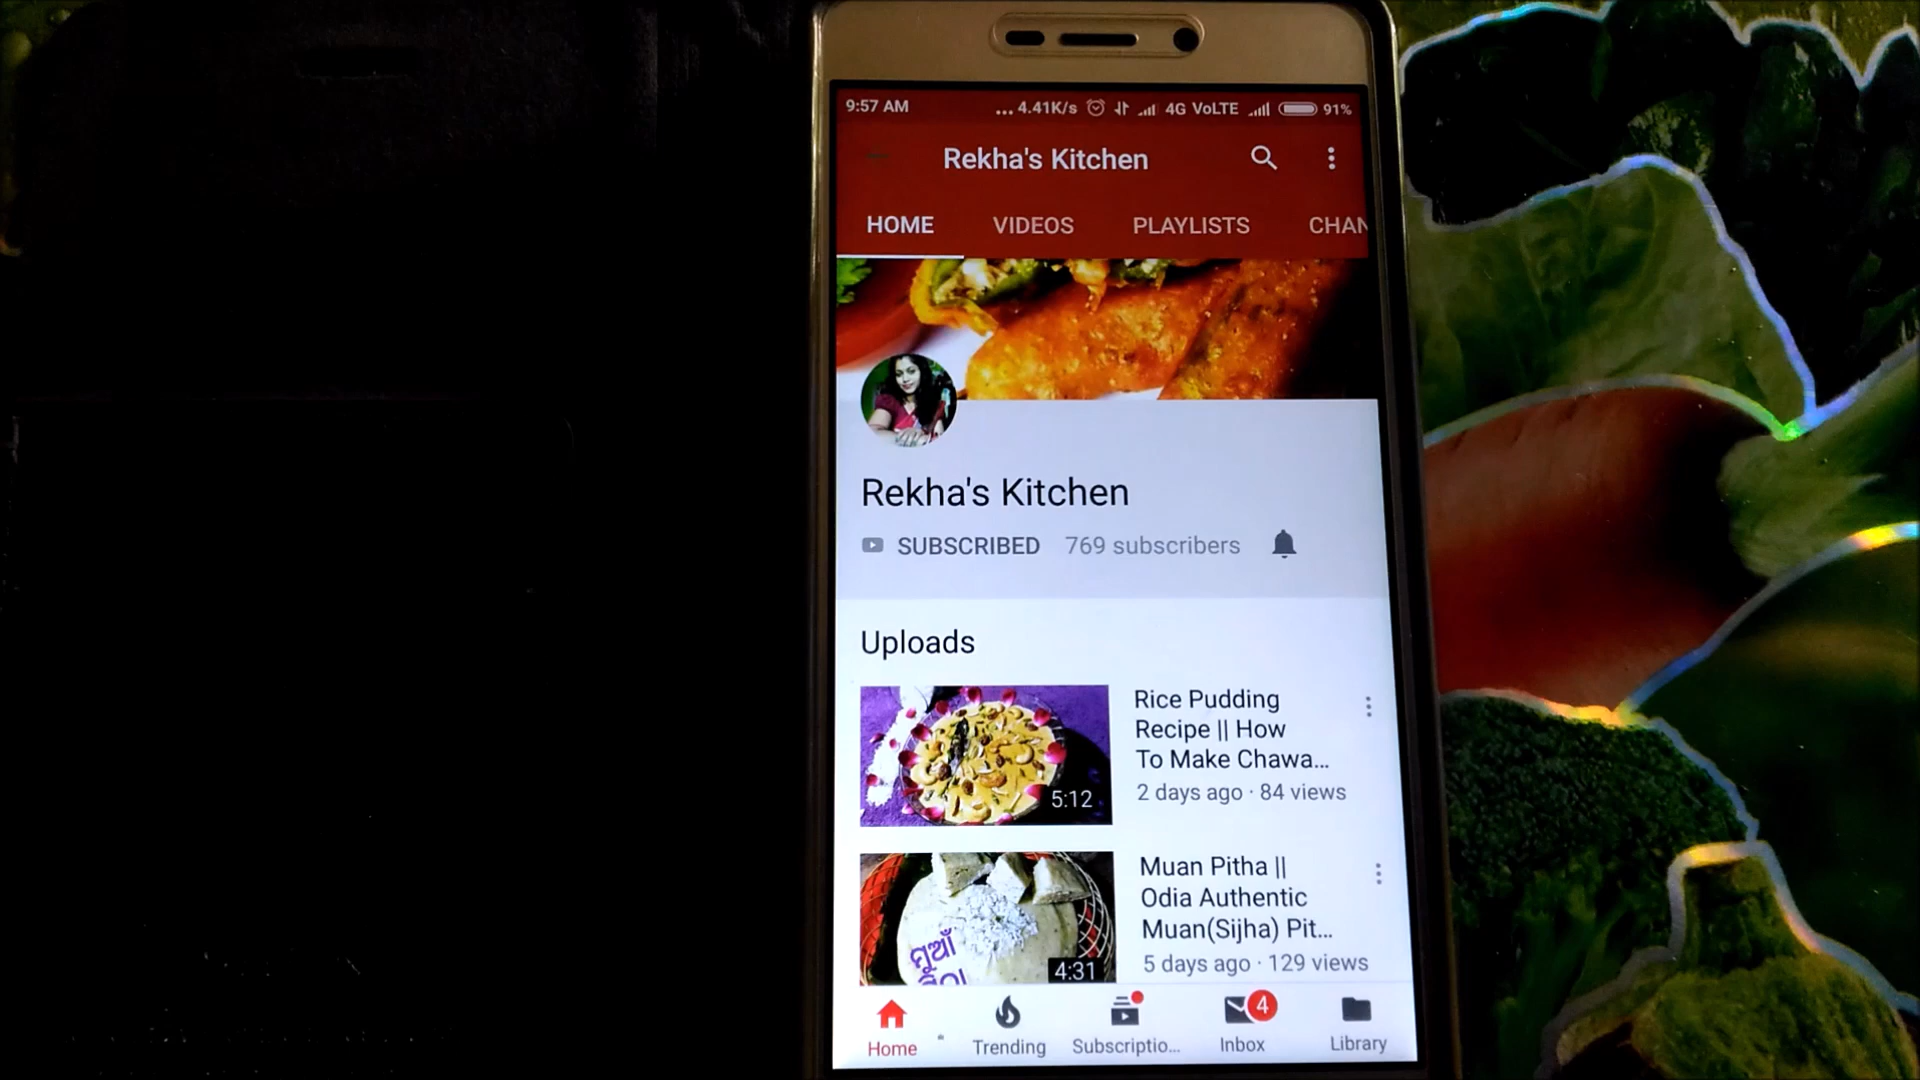 9:57 AM ... 4.41K/s 4G VoLTE 91%
Rekha's Kitchen
HOME VIDEOS PLAYLISTS CHAN
Rekha's Kitchen
SUBSCRIBED 769 subscribers
Uploads
Rice Pudding
Recipe || How
To Make Chawa...
2 days ago · 84 views
5:12
Muan Pitha ||
Odia Authentic
Muan(Sijha) Pit...
5 days ago · 129 views
ମୁଆଁ
4:31
4
Home Trending Subscriptio... Inbox Library